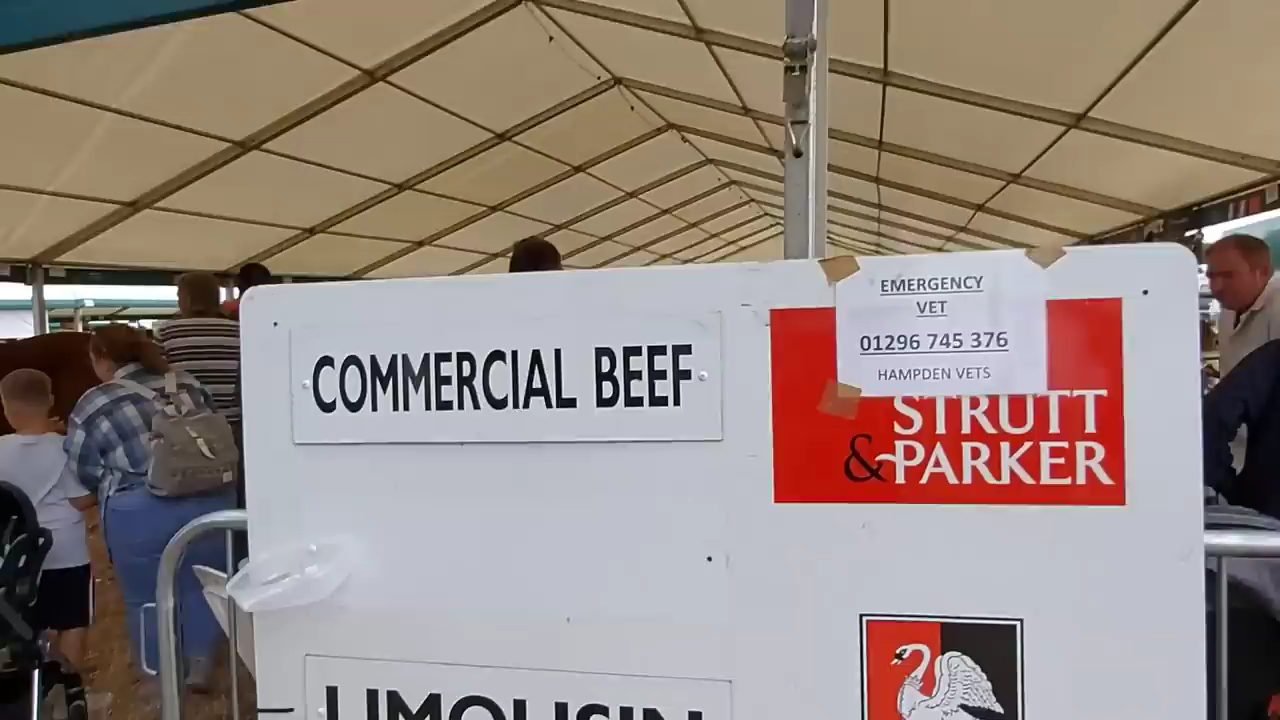 COMMERCIAL BEEF
EMERGENCY
VET
01296 745 376
HAMPDEN VETS
STRUTT
&PARKER
LIMOUSIN